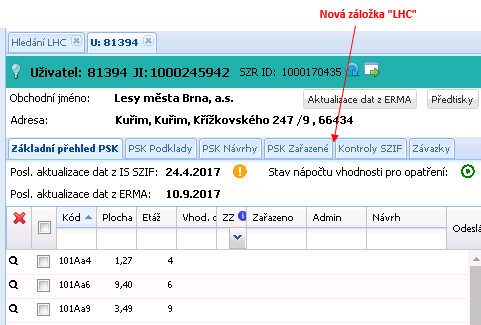 Nová záložka "LHC"
Hledání LHC U: 81394
Uživatel: 81394 JI:1000245942 SZR ID: 1000170435
Obchodní jméno: Lesy města Brna, a.s. Aktualizace dat z ERMA Předtisky
Adresa: Kuřim, Kuřim, Křížkovského 247 /9 , 66434
Základní přehled PSK PSK Podklady PSK Návrhy PSK Zařazené Kontroly SZIF Závazky
Posl. aktualizace dat z IS SZIF: 24.4.2017 Stav nápočtu vhodnosti pro opatření:
Posl. aktualizace dat z ERMA: 10.9.2017
Kód Plocha Etáž Vhod. ZZ Zařazeno Admin Návrh
101Aa4 1,27 4
101Aa6 9,40 6
101Aa9 3,49 9